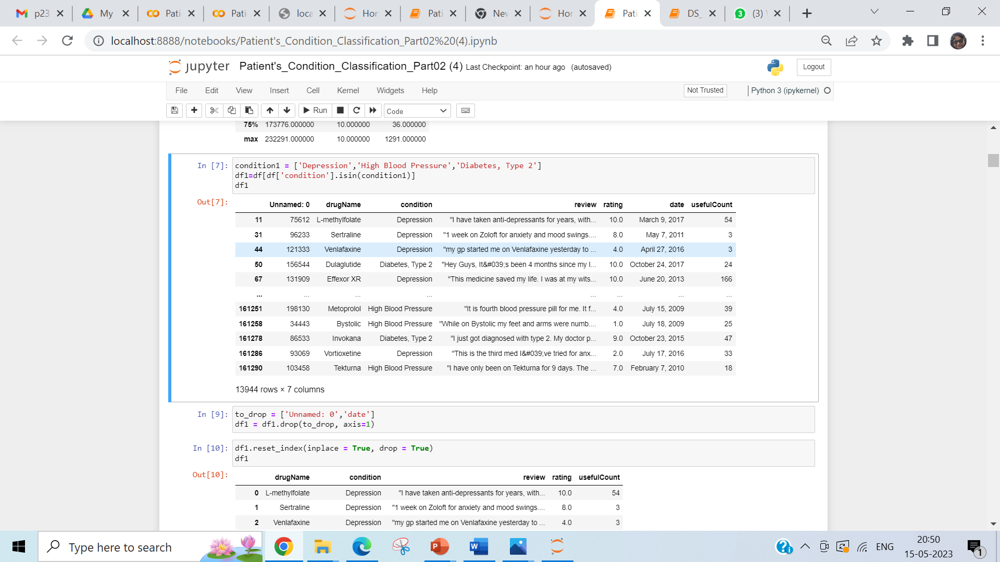 p23 My Pati Pati loca Hor Pati Nev Hor Pati DS_ (3)
localhost:8888/notebooks/Patient's_Condition_Classification_Part02%20(4).ipynb
jupyter Patient's_Condition_Classification_Part02 (4) Last Checkpoint: an hour ago (autosaved) Logout
File Edit View Insert Cell Kernel Widgets Help Not Trusted Python 3 (ipykernel)
Run Code
75% 173776.000000 10.000000 36.000000
max 232291.000000 10.000000 1291.000000
In [7]: condition1 = ['Depression','High Blood Pressure','Diabetes, Type 2']
df1=df[df['condition'].isin(condition1)]
df1
Out[7]:
Unnamed: 0 drugName condition review rating date usefulCount
11 75612 L-methylfolate Depression "I have taken anti-depressants for years, with... 10.0 March 9, 2017 54
31 96233 Sertraline Depression "1 week on Zoloft for anxiety and mood swings.... 8.0 May 7, 2011 3
44 121333 Venlafaxine Depression "my gp started me on Venlafaxine yesterday to ... 4.0 April 27, 2016 3
50 156544 Dulaglutide Diabetes, Type 2 "Hey Guys, It&#039;s been 4 months since my l... 10.0 October 24, 2017 24
67 131909 Effexor XR Depression "This medicine saved my life. I was at my wits... 10.0 June 20, 2013 166
... ... ... ... ... ... ... ...
161251 198130 Metoprolol High Blood Pressure "It is fourth blood pressure pill for me. It f... 4.0 July 15, 2009 39
161258 34443 Bystolic High Blood Pressure "While on Bystolic my feet and arms were numb.... 1.0 July 18, 2009 25
161278 86533 Invokana Diabetes, Type 2 "I just got diagnosed with type 2. My doctor p... 9.0 October 23, 2015 47
161286 93069 Vortioxetine Depression "This is the third med I&#039;ve tried for anx... 2.0 July 17, 2016 33
161290 103458 Tekturna High Blood Pressure "I have only been on Tekturna for 9 days. The ... 7.0 February 7, 2010 18
13944 rows × 7 columns
In [9]: to_drop = ['Unnamed: 0','date']
df1 = df1.drop(to_drop, axis=1)
In [10]: df1.reset_index(inplace = True, drop = True)
df1
Out[10]:
drugName condition review rating usefulCount
0 L-methylfolate Depression "I have taken anti-depressants for years, with... 10.0 54
1 Sertraline Depression "1 week on Zoloft for anxiety and mood swings.... 8.0 3
2 Venlafaxine Depression "my gp started me on Venlafaxine yesterday to ... 4.0 3
Type here to search ENG 20:50
15-05-2023 1